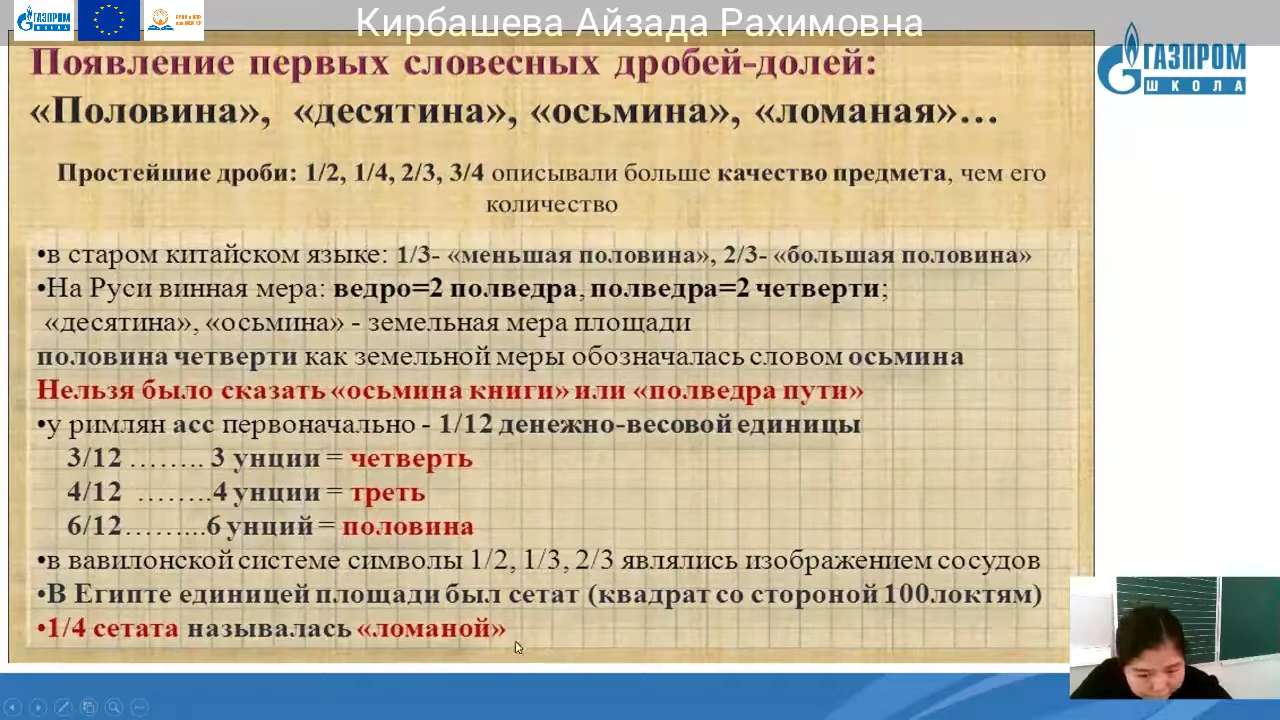 ГАЗПРОМ
ШКОЛА
Кирбашева Айзада Рахимовна
ГАЗПРОМ
ШКОЛА
Появление первых словесных дробей-долей:
«Половина», «десятина», «осьмина», «ломаная»…
Простейшие дроби: 1/2, 1/4, 2/3, 3/4 описывали больше качество предмета, чем его
количество
•в старом китайском языке: 1/3- «меньшая половина», 2/3- «большая половина»
•На Руси винная мера: ведро=2 полведра, полведра=2 четверти;
«десятина», «осьмина» - земельная мера площади
половина четверти как земельной меры обозначалась словом осьмина
Нельзя было сказать «осьмина книги» или «полведра пути»
•у римлян асс первоначально - 1/12 денежно-весовой единицы
3/12 …….. 3 унции = четверть
4/12 ……..4 унции = треть
6/12……....6 унций = половина
•в вавилонской системе символы 1/2, 1/3, 2/3 являлись изображением сосудов
•В Египте единицей площади был сетат (квадрат со стороной 100локтям)
•1/4 сетата называлась «ломаной»